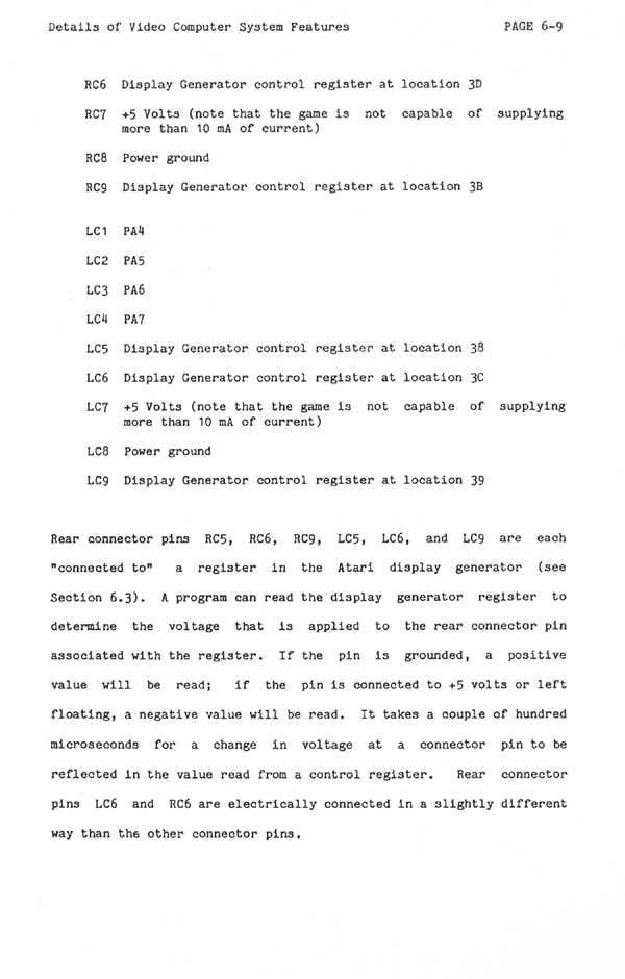 Details of Video Computer System Features PAGE 6-9
RC6 Display Generator control register at location 3D
RC7 +5 Volts (note that the game is not capable of supplying
more than 10 mA of current)
RC8 Power ground
RC9 Display Generator control register at location 3B
LC1 PA4
LC2 PA5
LC3 PA6
LC4 PA7
LC5 Display Generator control register at location 38
LC6 Display Generator control register at location 3C
LC7 +5 Volts (note that the game is not capable of supplying
more than 10 mA of current)
LC8 Power ground
LC9 Display Generator control register at location 39
Rear connector pins RC5, RC6, RC9, LC5, LC6, and LC9 are each
"connected to" a register in the Atari display generator (see
Section 6.3). A program can read the display generator register to
determine the voltage that is applied to the rear connector pin
associated with the register. If the pin is grounded, a positive
value will be read; if the pin is connected to +5 volts or left
floating, a negative value will be read. It takes a couple of hundred
microseconds for a change in voltage at a connector pin to be
reflected in the value read from a control register. Rear connector
pins LC6 and RC6 are electrically connected in a slightly different
way than the other connector pins.